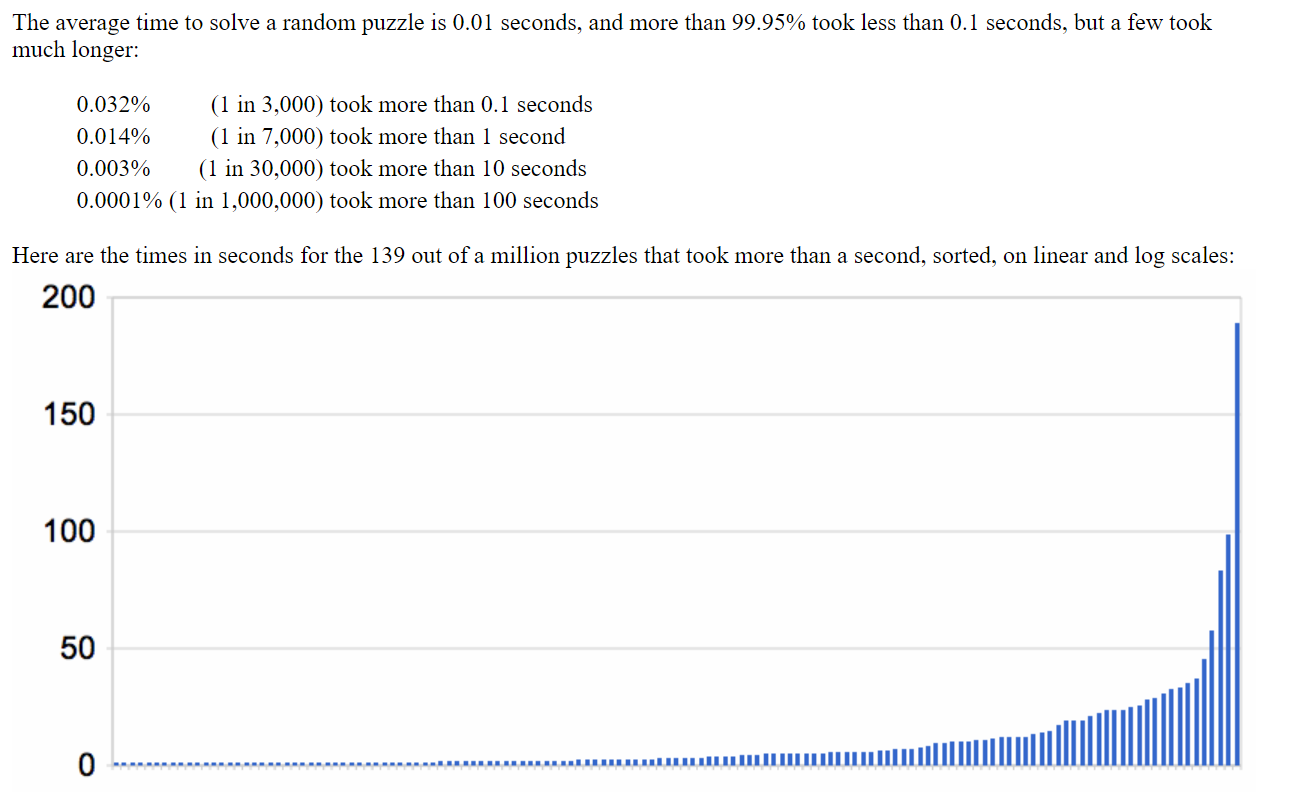 The average time to solve a random puzzle is 0.01 seconds, and more than 99.95% took less than 0.1 seconds, but a few took
much longer:
0.032% (1 in 3,000) took more than 0.1 seconds
0.014% (1 in 7,000) took more than 1 second
0.003% (1 in 30,000) took more than 10 seconds
0.0001% (1 in 1,000,000) took more than 100 seconds
Here are the times in seconds for the 139 out of a million puzzles that took more than a second, sorted, on linear and log scales:
200
150
100
50
0